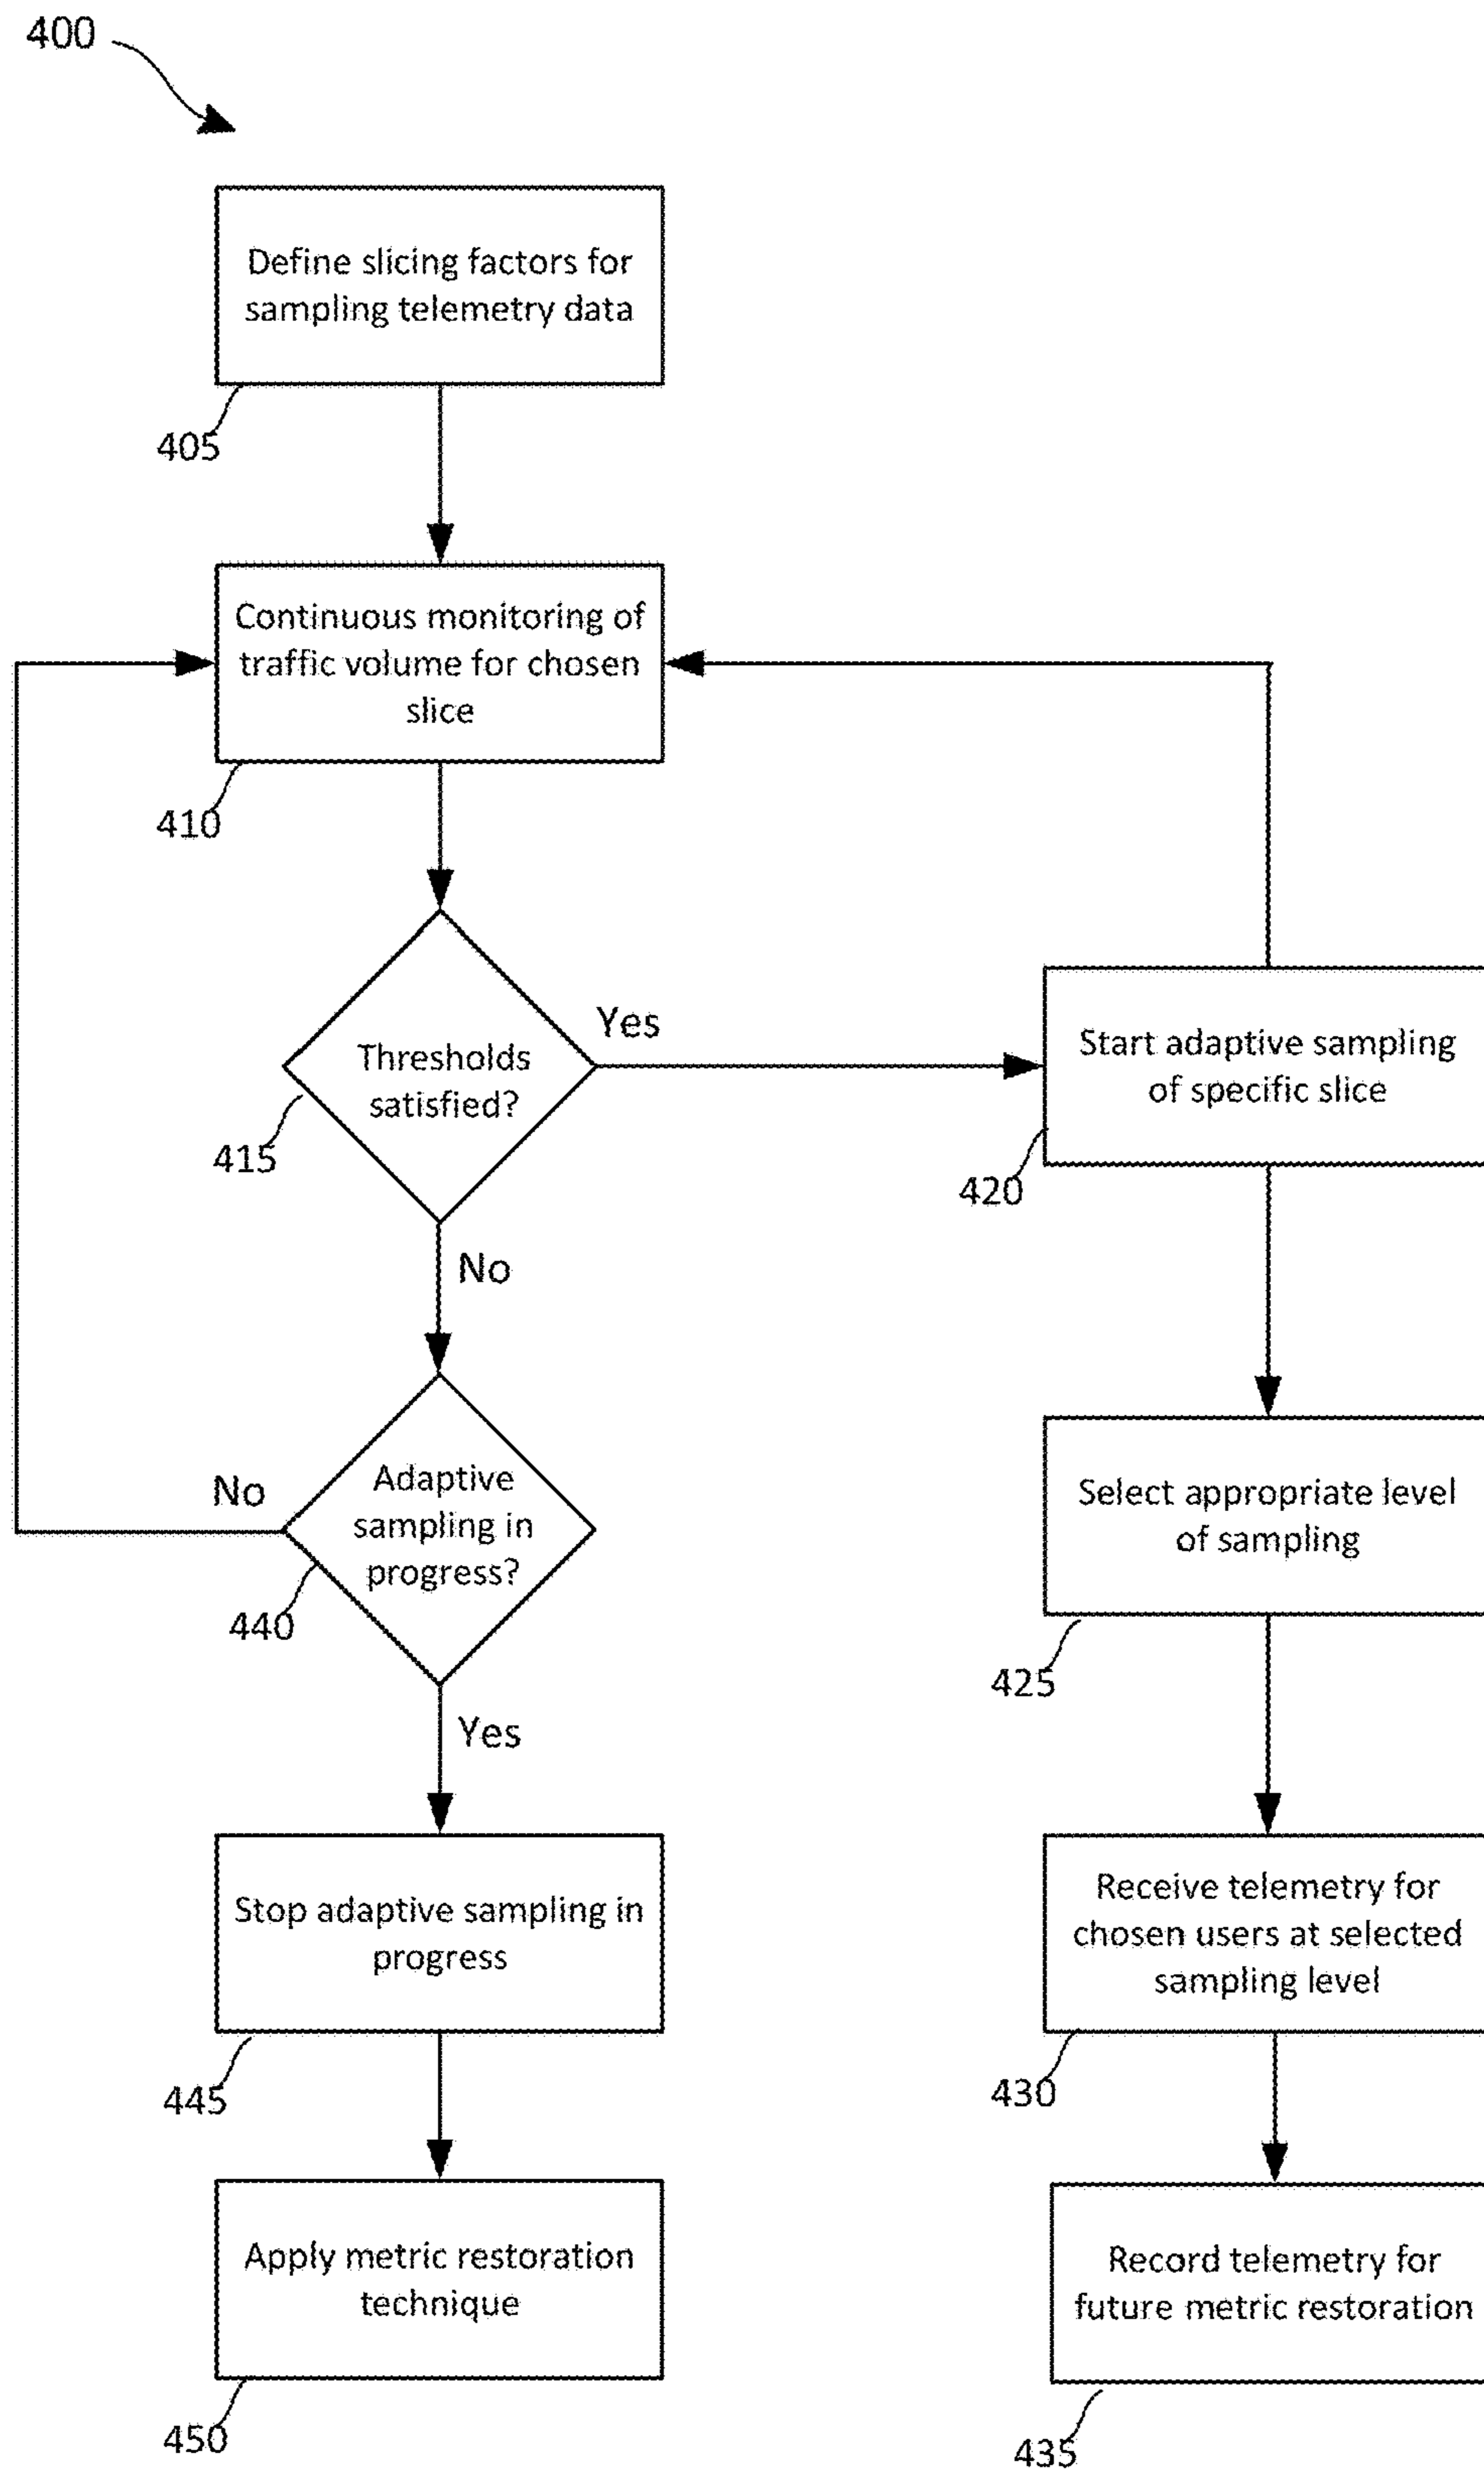 400
Define slicing factors for
sampling telemetry data
405
Continuous monitoring of
traffic volume for chosen
slice
410
Thresholds
satisfied?
415
Yes
Start adaptive sampling
of specific slice
420
No
Adaptive
sampling in
progress?
440
No
Yes
Select appropriate level
of sampling
425
Stop adaptive sampling in
progress
445
Receive telemetry for
chosen users at selected
sampling level
430
Apply metric restoration
technique
450
Record telemetry for
future metric restoration
435